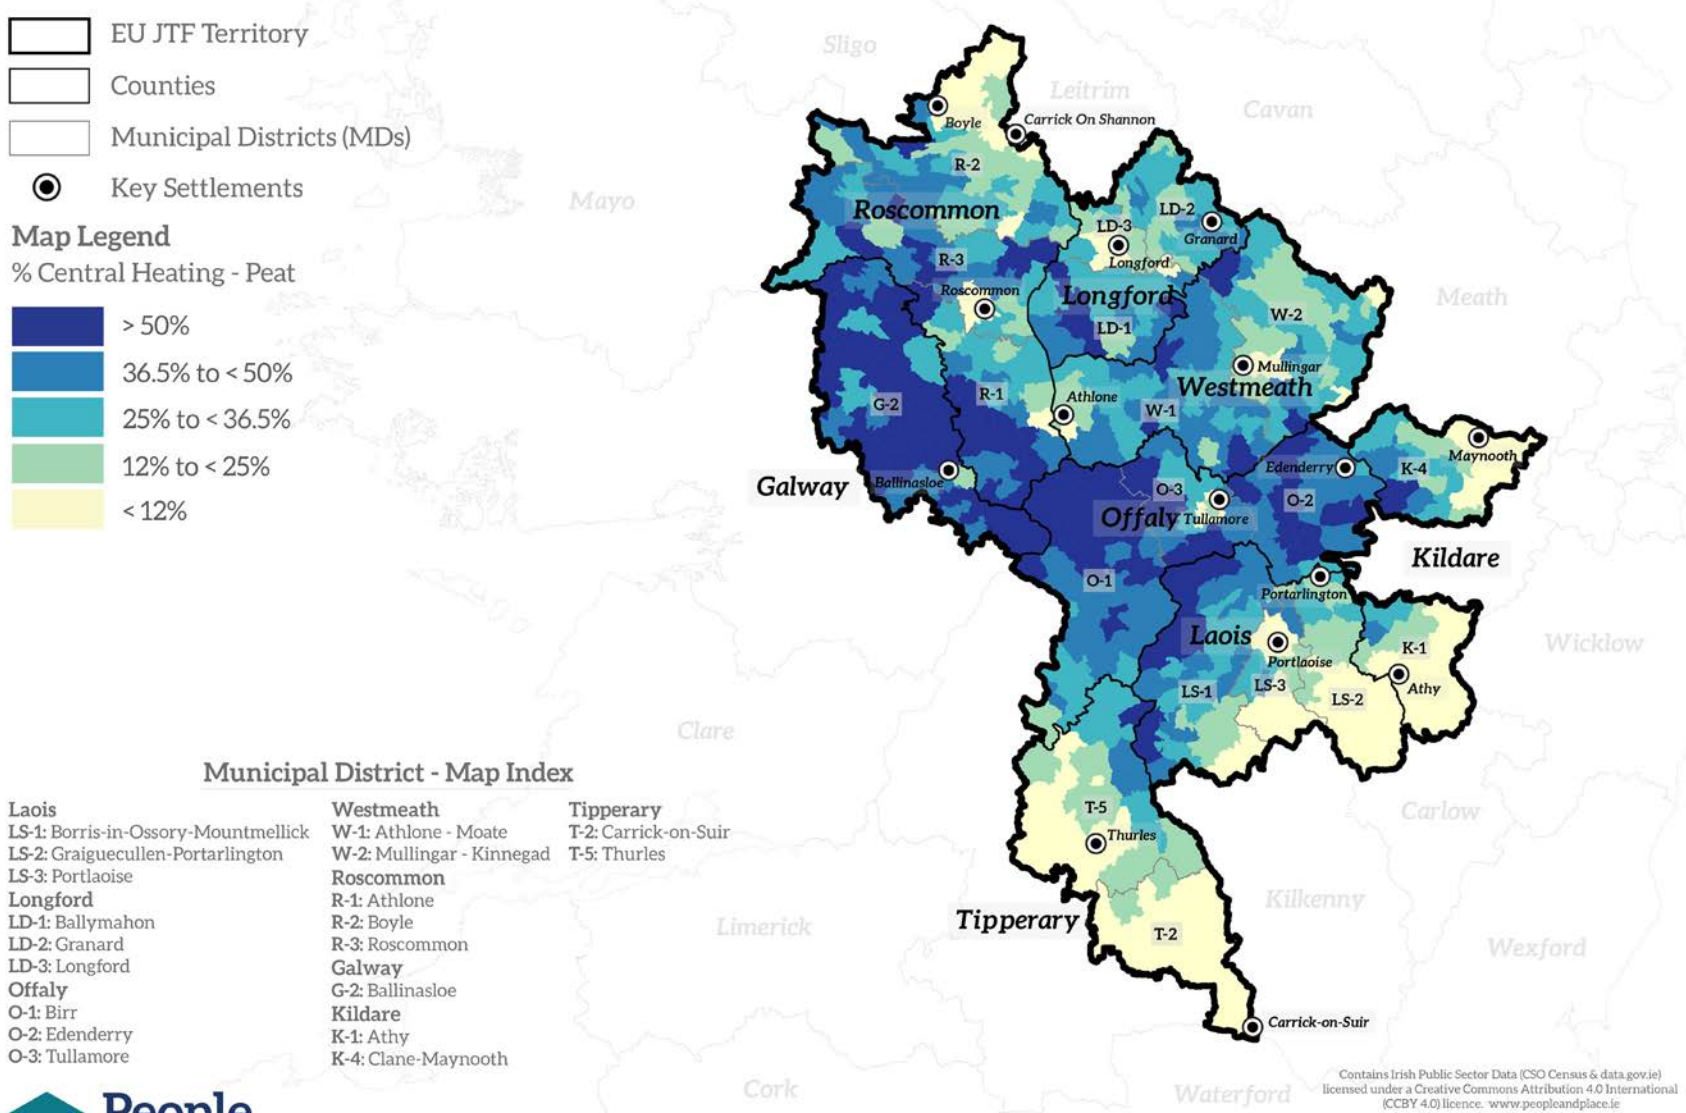 EU JTF Territory
Counties
Municipal Districts (MDs)
Key Settlements
Map Legend
% Central Heating - Peat
> 50%
36.5% to < 50%
25% to < 36.5%
12% to < 25%
< 12%
Sligo
Leitrim
Cavan
Mayo
Meath
Wicklow
Clare
Carlow
Kilkenny
Limerick
Wexford
Cork
Waterford
Boyle
Carrick On Shannon
R-2
Roscommon
LD-2
LD-3
Granard
Longford
R-3
Roscommon
Longford
LD-1
W-2
Mullingar
Westmeath
G-2
R-1
Athlone
W-1
Maynooth
K-4
Edenderry
Galway
Ballinasloe
O-3
O-2
Offaly
Tullamore
Kildare
O-1
Portarlington
Laois
Portlaoise
K-1
LS-1
LS-3
LS-2
Athy
T-5
Thurles
Tipperary
T-2
Carrick-on-Suir
Municipal District - Map Index
Laois
LS-1: Borris-in-Ossory-Mountmellick
LS-2: Graiguecullen-Portarlington
LS-3: Portlaoise
Longford
LD-1: Ballymahon
LD-2: Granard
LD-3: Longford
Offaly
O-1: Birr
O-2: Edenderry
O-3: Tullamore
Westmeath
W-1: Athlone - Moate
W-2: Mullingar - Kinnegad
Roscommon
R-1: Athlone
R-2: Boyle
R-3: Roscommon
Galway
G-2: Ballinasloe
Kildare
K-1: Athy
K-4: Clane-Maynooth
Tipperary
T-2: Carrick-on-Suir
T-5: Thurles
People
Contains Irish Public Sector Data (CSO Census & data.gov.ie)
licensed under a Creative Commons Attribution 4.0 International
(CCBY 4.0) licence. www.peopleandplace.ie